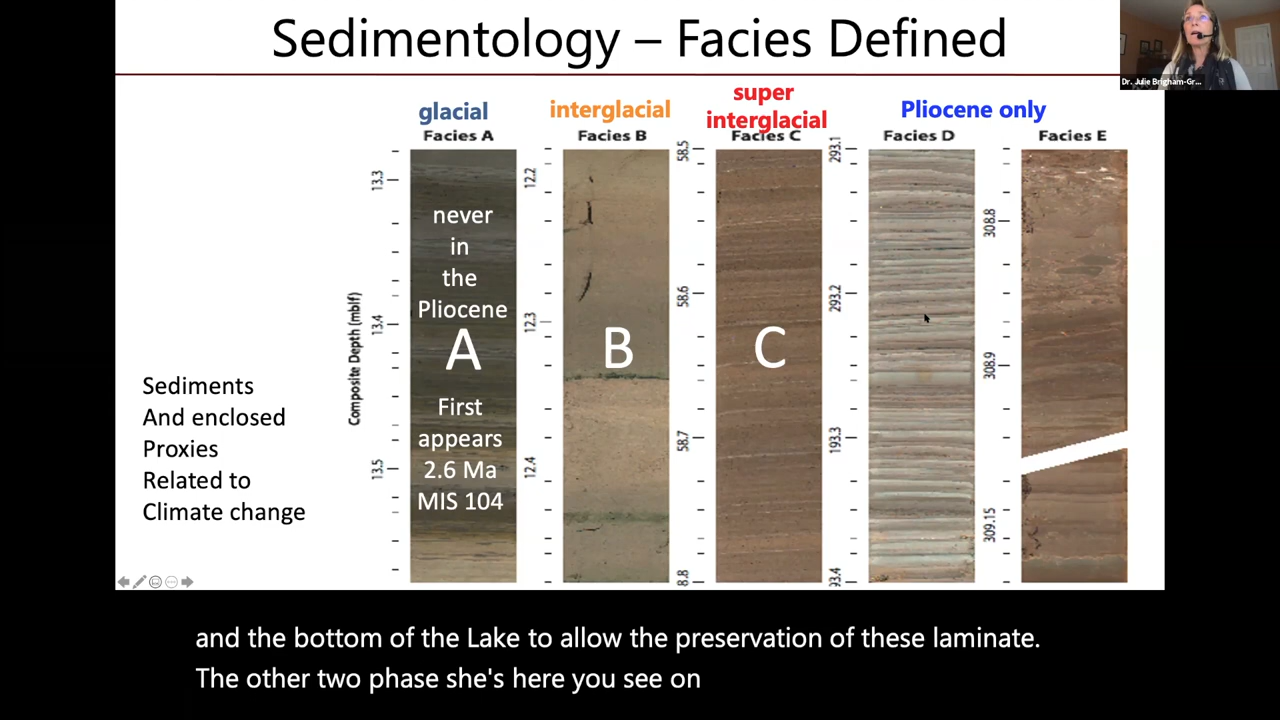 Sedimentology – Facies Defined
Dr. Julie Brigham-Gr...
glacial
interglacial
super
interglacial
Pliocene only
Facies A
Facies B
Facies C
Facies D
Facies E
Composite Depth (mblf)
13.3
13.4
13.5
12.2
12.3
12.4
58.5
58.6
58.7
8.8
293.1
293.2
193.3
93.4
308.8
308.9
309.15
never
in
the
Pliocene
A
First
appears
2.6 Ma
MIS 104
B
C
Sediments
And enclosed
Proxies
Related to
Climate change
and the bottom of the Lake to allow the preservation of these laminate.
The other two phase she's here you see on